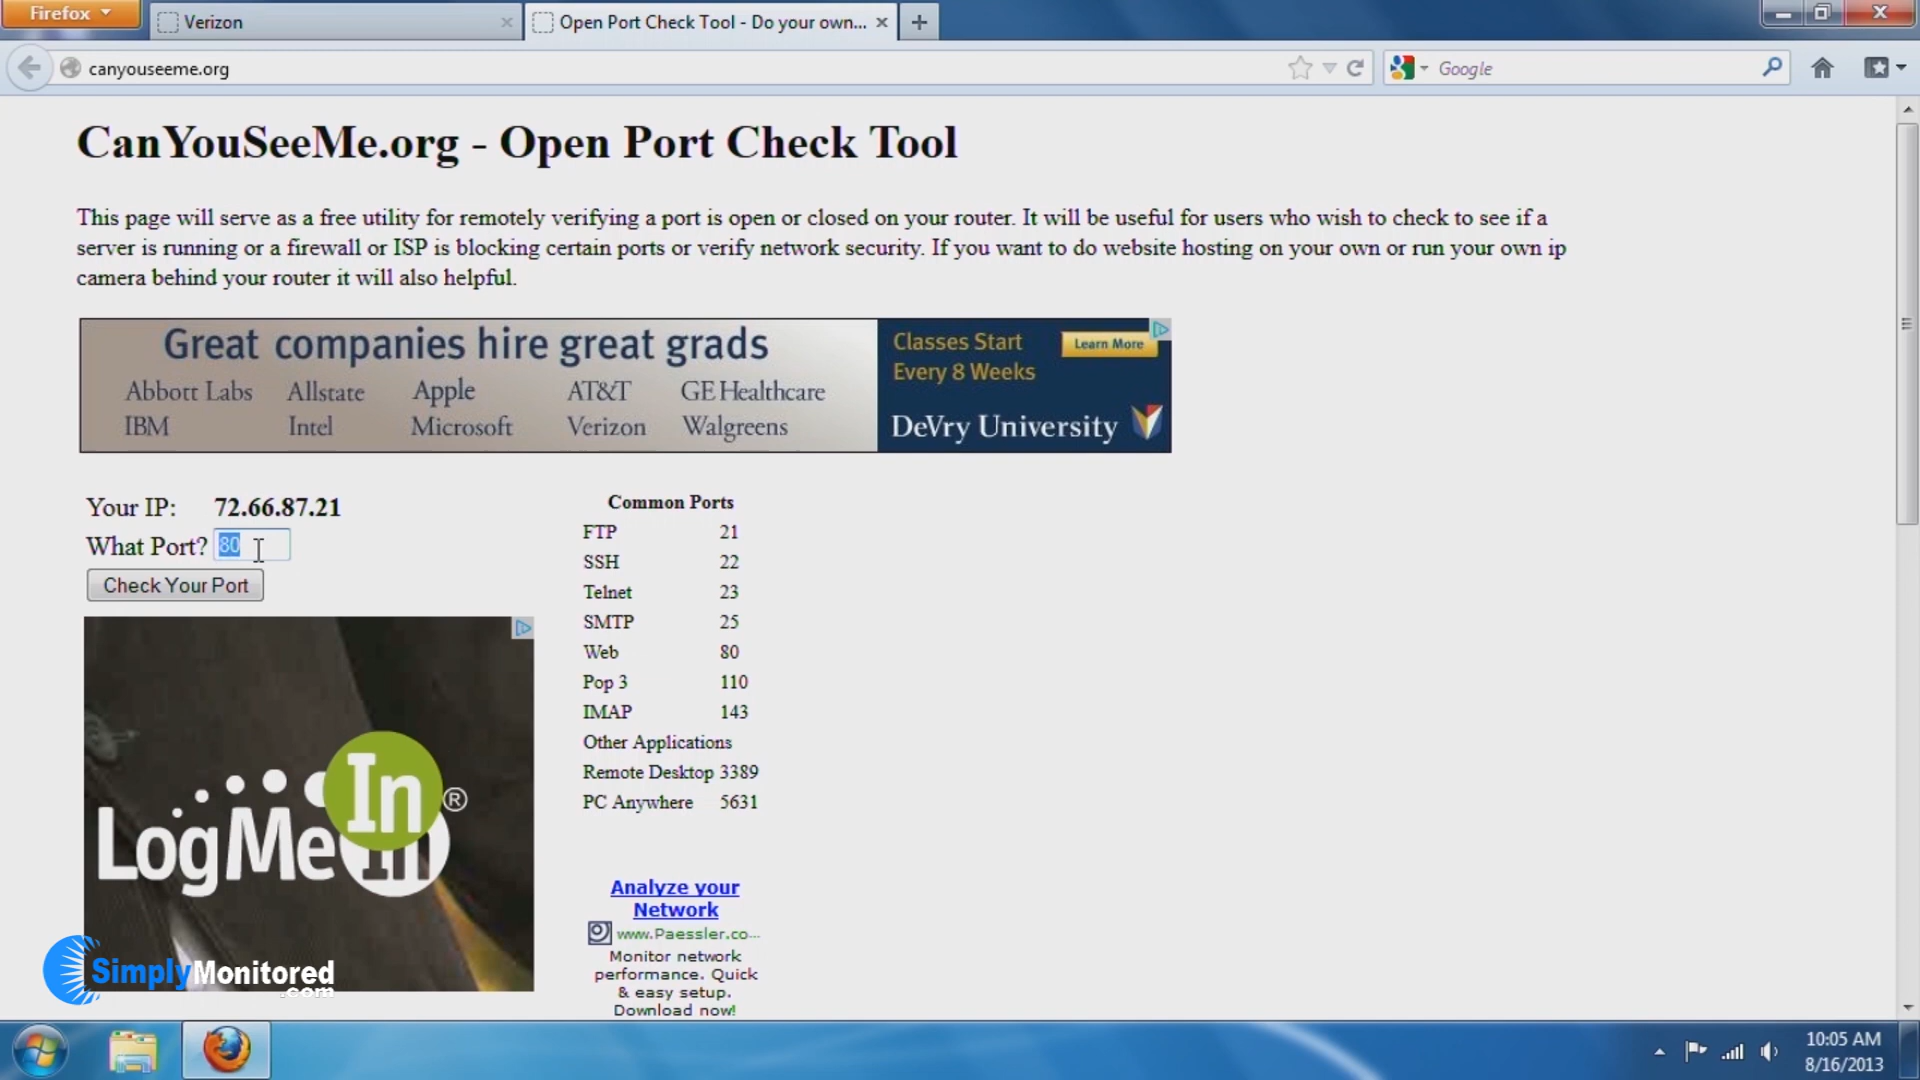 Firefox
Verizon
Open Port Check Tool - Do your own...
canyouseeme.org
Google
CanYouSeeMe.org - Open Port Check Tool
This page will serve as a free utility for remotely verifying a port is open or closed on your router. It will be useful for users who wish to check to see if a
server is running or a firewall or ISP is blocking certain ports or verify network security. If you want to do website hosting on your own or run your own ip
camera behind your router it will also helpful.
Great companies hire great grads
Abbott Labs Allstate Apple AT&T GE Healthcare
IBM Intel Microsoft Verizon Walgreens
Classes Start
Every 8 Weeks
Learn More
DeVry University
Your IP: 72.66.87.21
What Port? 80
Check Your Port
Common Ports
FTP 21
SSH 22
Telnet 23
SMTP 25
Web 80
Pop 3 110
IMAP 143
Other Applications
Remote Desktop 3389
PC Anywhere 5631
LogMeIn®
In
Analyze your
Network
www.Paessler.co...
Monitor network
performance. Quick
& easy setup.
Download now!
SimplyMonitored
.com
10:05 AM
8/16/2013